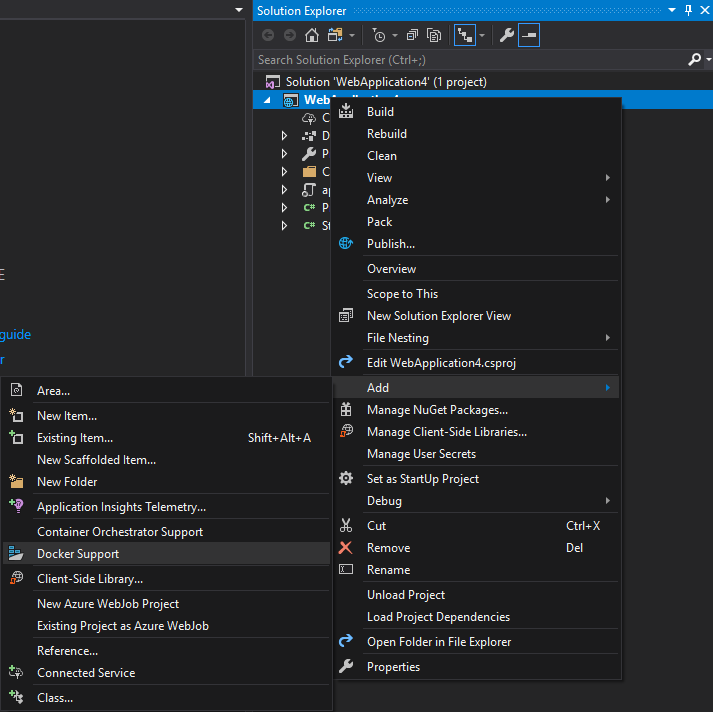 Solution Explorer
Search Solution Explorer (Ctrl+;)
Solution 'WebApplication4' (1 project)
Build
Rebuild
Clean
View
Analyze
Pack
Publish...
Overview
Scope to This
New Solution Explorer View
File Nesting
Edit WebApplication4.csproj
Add
Manage NuGet Packages...
Manage Client-Side Libraries...
Manage User Secrets
Set as StartUp Project
Debug
Cut Ctrl+X
Remove Del
Rename
Unload Project
Load Project Dependencies
Open Folder in File Explorer
Properties
guide
Area...
New Item...
Existing Item... Shift+Alt+A
New Scaffolded Item...
New Folder
Application Insights Telemetry...
Container Orchestrator Support
Docker Support
Client-Side Library...
New Azure WebJob Project
Existing Project as Azure WebJob
Reference...
Connected Service
Class...